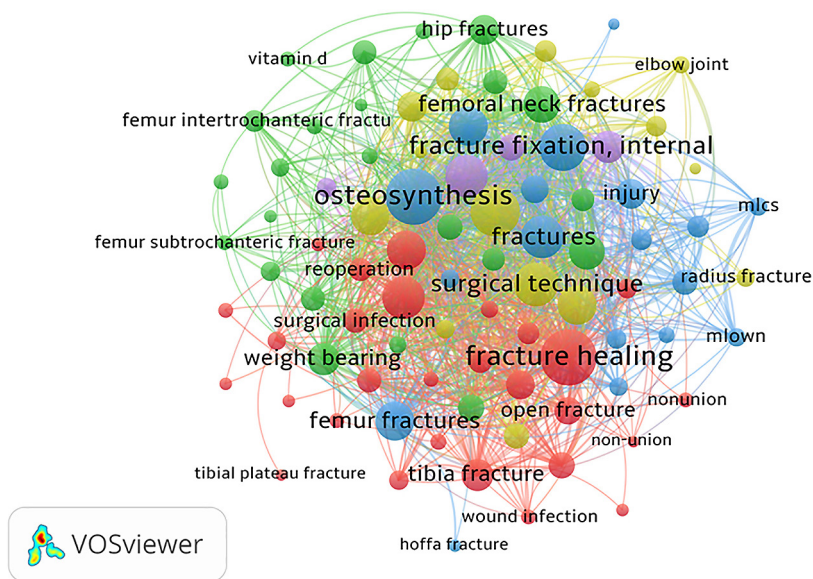 hip fractures
vitamin d
elbow joint
femoral neck fractures
femur intertrochanteric fractu
fracture fixation, internal
osteosynthesis
injury
mlcs
fractures
femur subtrochanteric fracture
reoperation
radius fracture
surgical technique
surgical infection
mlown
weight bearing
fracture healing
nonunion
open fracture
femur fractures
non-union
tibial plateau fracture
tibia fracture
wound infection
VOSviewer
hoffa fracture